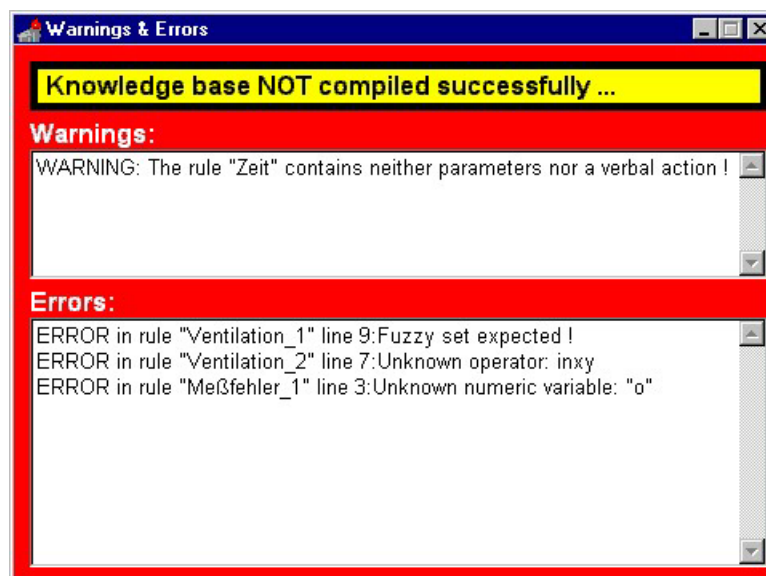 Warnings & Errors
Knowledge base NOT compiled successfully ...
Warnings:
WARNING: The rule "Zeit" contains neither parameters nor a verbal action !
Errors:
ERROR in rule "Ventilation_1" line 9:Fuzzy set expected !
ERROR in rule "Ventilation_2" line 7:Unknown operator: inxy
ERROR in rule "Meßfehler_1" line 3:Unknown numeric variable: "o"